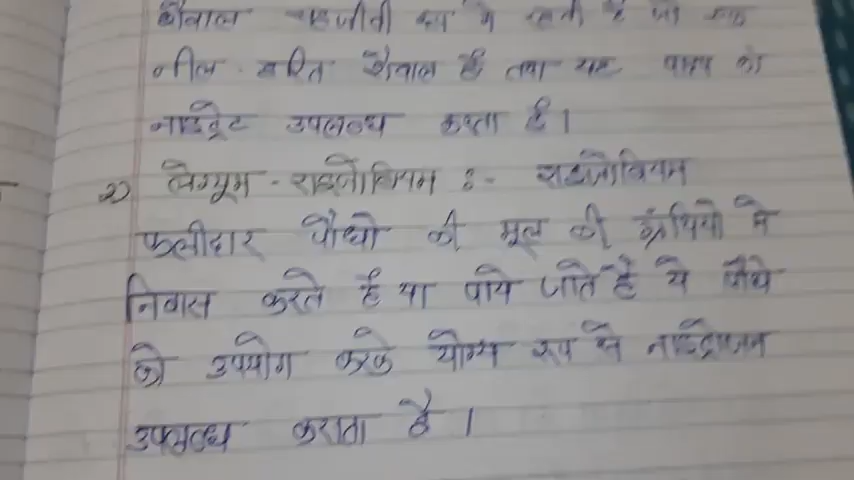 शैवाल सहजीवी रूप मे रहती है जो एक
नील हरित शैवाल है तथा यह पादप को
नाइट्रेट उपलब्ध करता है।
2) लेग्यूम - राइजोबियम :- राइजोबियम
फलीदार पौधो की मूल की ग्रंथियो मे
निवास करते है या पाये जाते है ये पौधे
को उपयोग करके योग्य रूप से नाइट्रोजन
उपलब्ध कराता है।